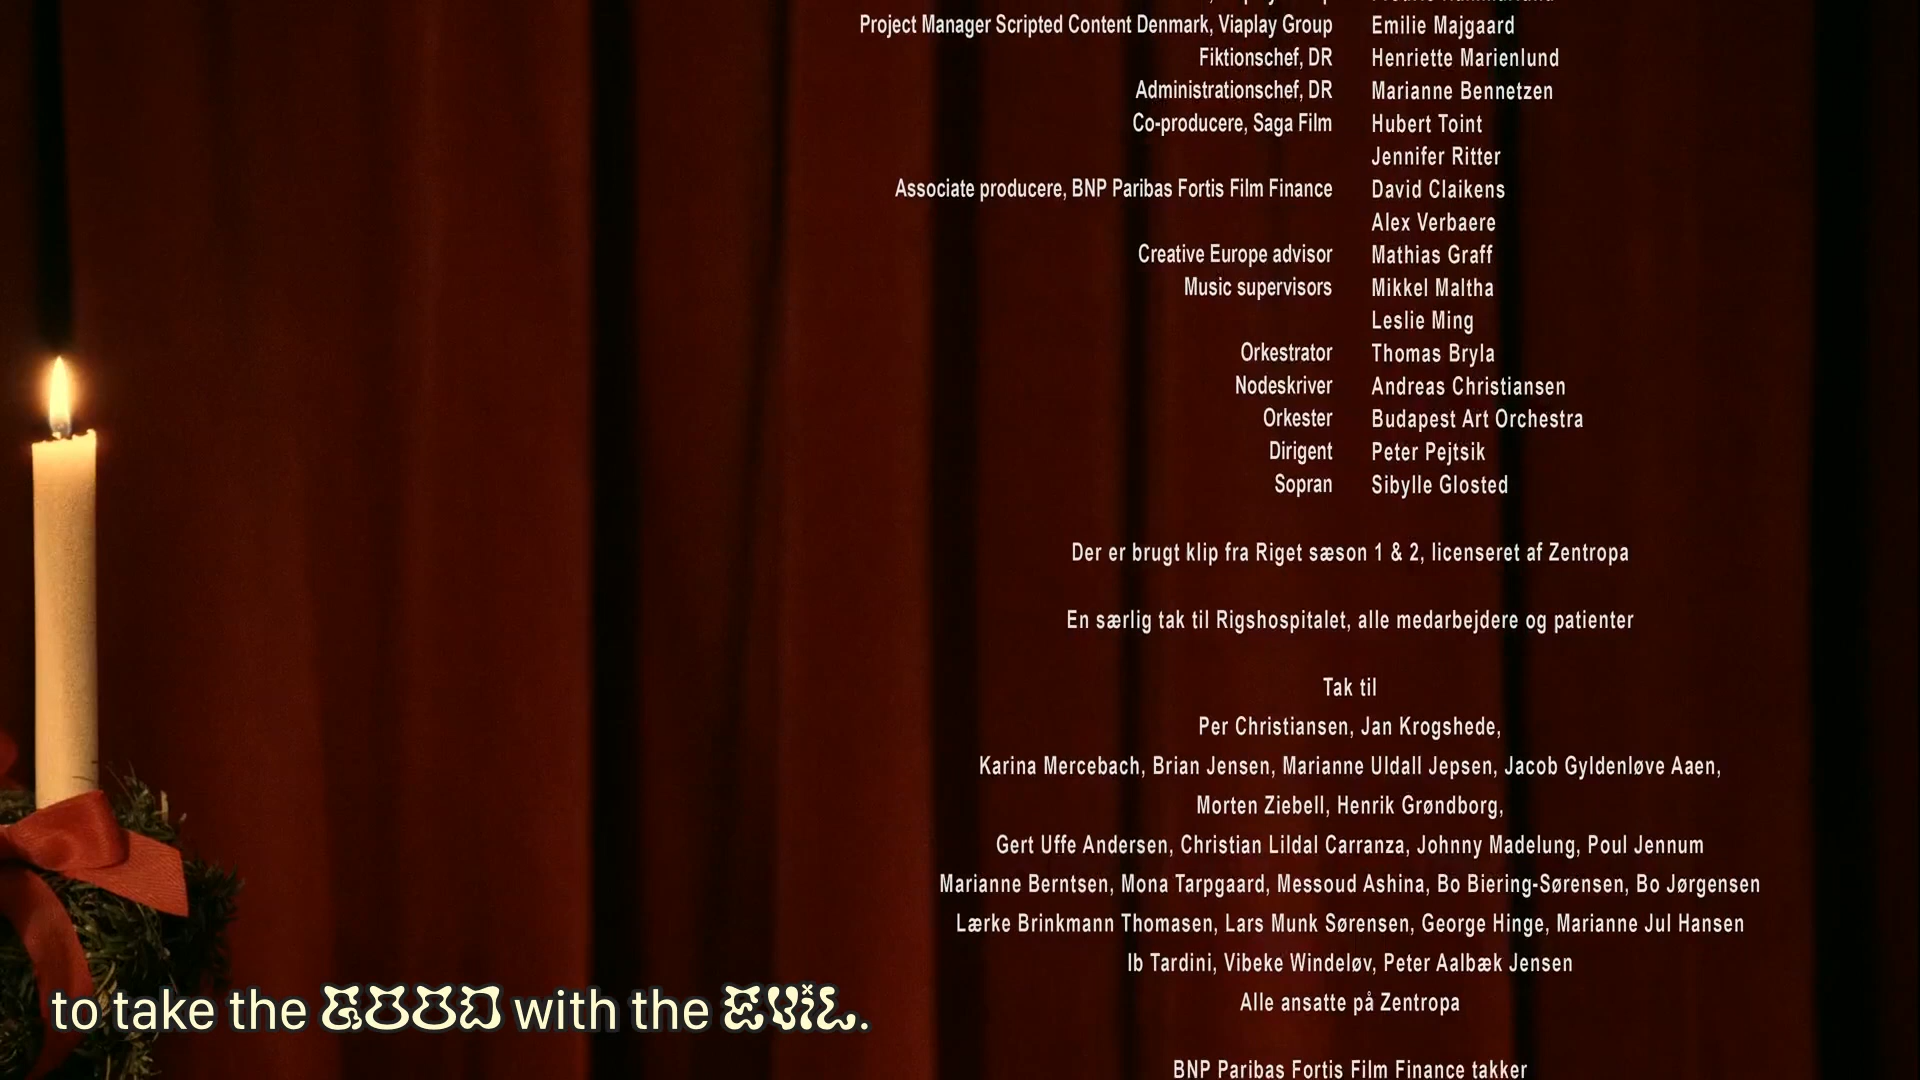 Project Manager Scripted Content Denmark, Viaplay Group Emilie Majgaard
Fiktionschef, DR Henriette Marienlund
Administrationschef, DR Marianne Bennetzen
Co-producere, Saga Film Hubert Toint
Jennifer Ritter
Associate producere, BNP Paribas Fortis Film Finance David Claikens
Alex Verbaere
Creative Europe advisor Mathias Graff
Music supervisors Mikkel Maltha
Leslie Ming
Orkestrator Thomas Bryla
Nodeskriver Andreas Christiansen
Orkester Budapest Art Orchestra
Dirigent Peter Pejtsik
Sopran Sibylle Glosted
Der er brugt klip fra Riget sæson 1 & 2, licenseret af Zentropa
En særlig tak til Rigshospitalet, alle medarbejdere og patienter
Tak til
Per Christiansen, Jan Krogshede,
Karina Mercebach, Brian Jensen, Marianne Uldall Jepsen, Jacob Gyldenløve Aaen,
Morten Ziebell, Henrik Grøndborg,
Gert Uffe Andersen, Christian Lildal Carranza, Johnny Madelung, Poul Jennum
Marianne Berntsen, Mona Tarpgaard, Messoud Ashina, Bo Biering-Sørensen, Bo Jørgensen
Lærke Brinkmann Thomasen, Lars Munk Sørensen, George Hinge, Marianne Jul Hansen
Ib Tardini, Vibeke Windeløv, Peter Aalbæk Jensen
Alle ansatte på Zentropa
BNP Paribas Fortis Film Finance takker
to take the GOOD with the EViL.